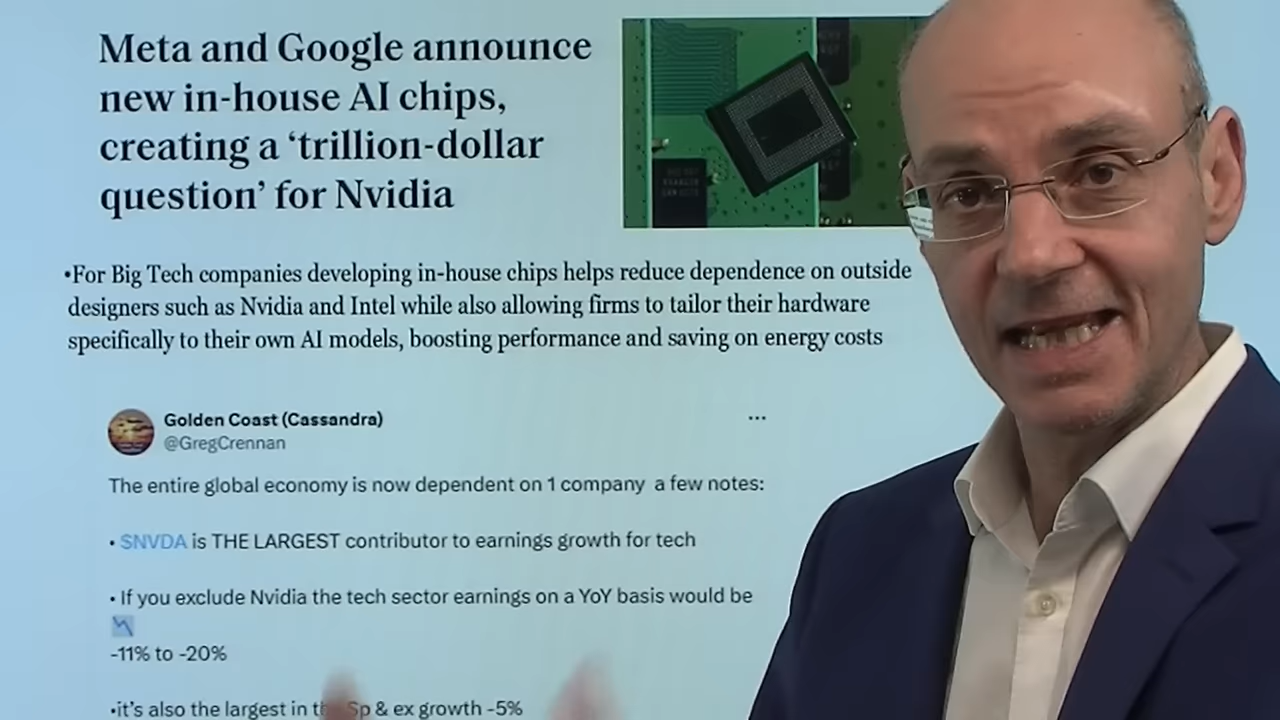 Meta and Google announce
new in-house AI chips,
creating a ‘trillion-dollar
question’ for Nvidia
•For Big Tech companies developing in-house chips helps reduce dependence on outside
designers such as Nvidia and Intel while also allowing firms to tailor their hardware
specifically to their own AI models, boosting performance and saving on energy costs
Golden Coast (Cassandra)
...
@GregCrennan
The entire global economy is now dependent on 1 company a few notes:
• $NVDA is THE LARGEST contributor to earnings growth for tech
• If you exclude Nvidia the tech sector earnings on a YoY basis would be
-11% to -20%
•it's also the largest in Sp & ex growth -5%